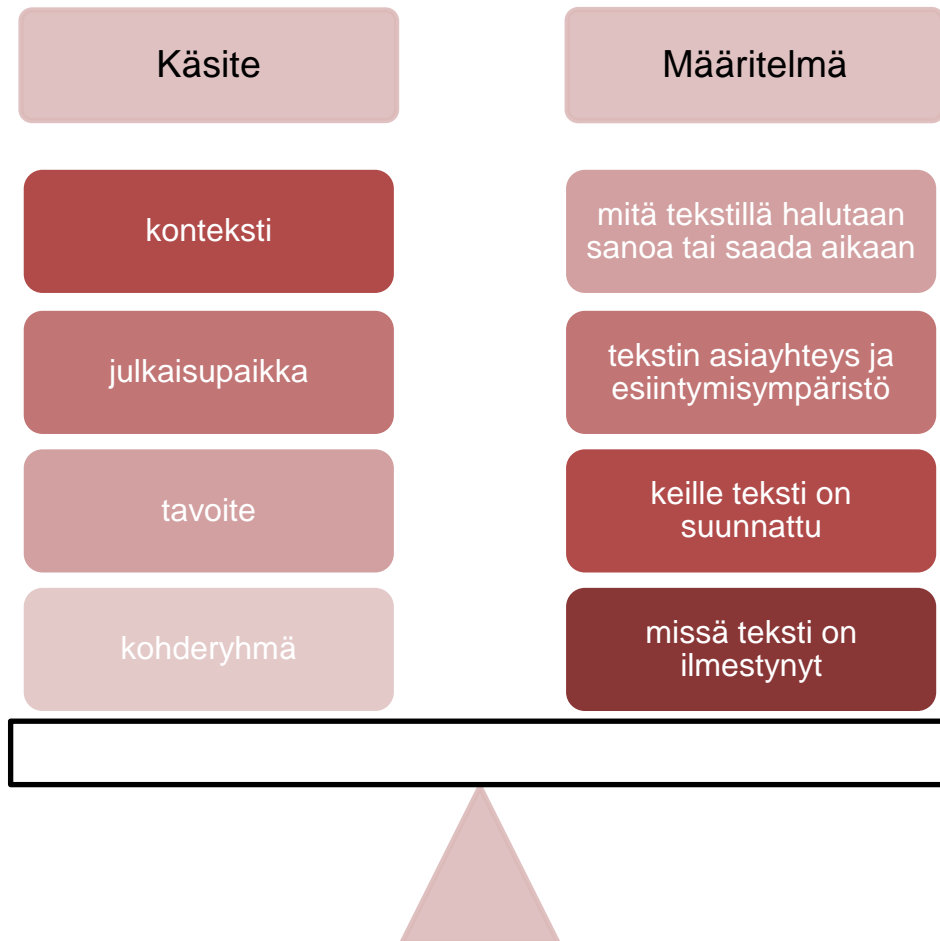 Käsite
Määritelmä
konteksti
mitä tekstillä halutaan
sanoa tai saada aikaan
julkaisupaikka
tekstin asiayhteys ja
esiintymisympäristö
tavoite
keille teksti on
suunnattu
kohderyhmä
missä teksti on
ilmestynyt